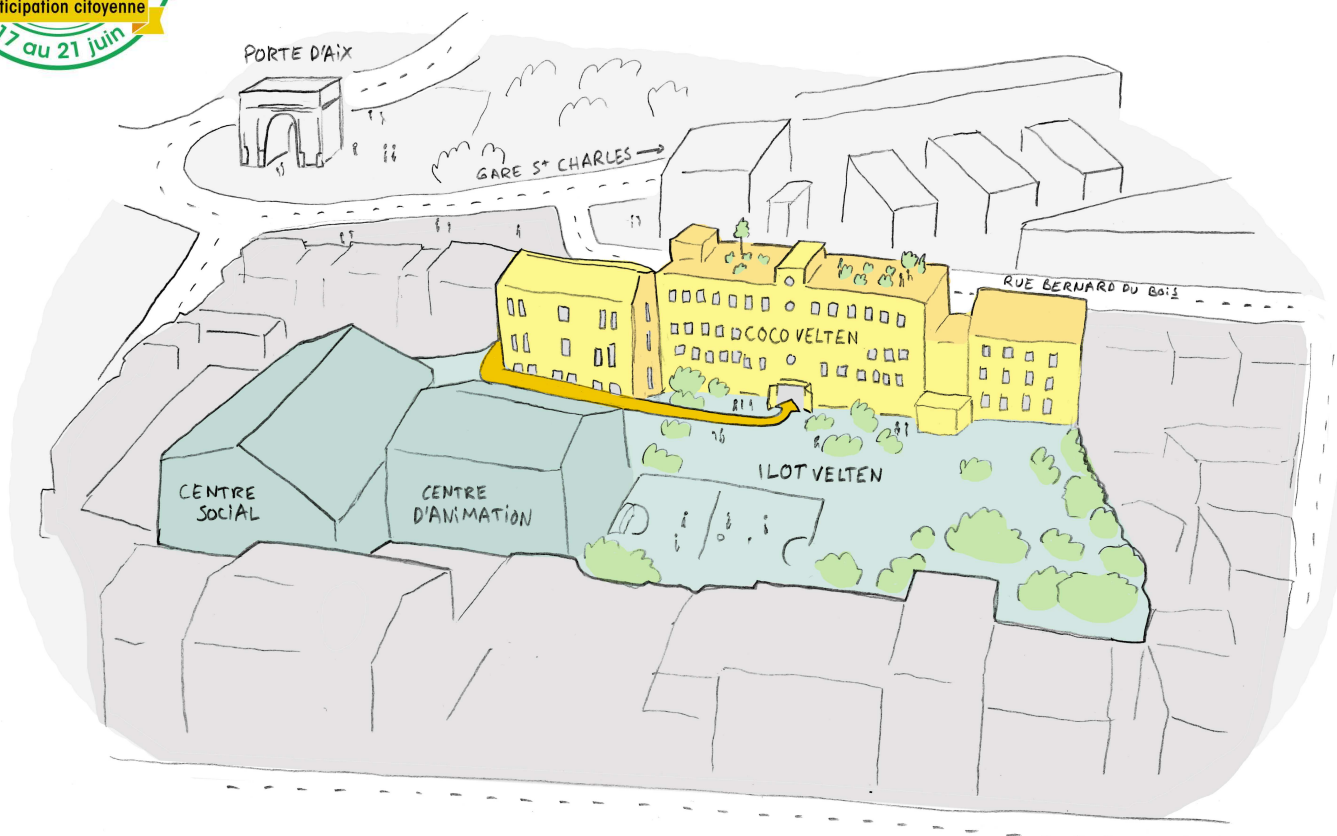 participation citoyenne
17 au 21 juin
PORTE D'AIX
GARE St CHARLES
RUE BERNARD DU BOIS
COCO VELTEN
ILOT VELTEN
CENTRE
SOCIAL
CENTRE
D'ANIMATION